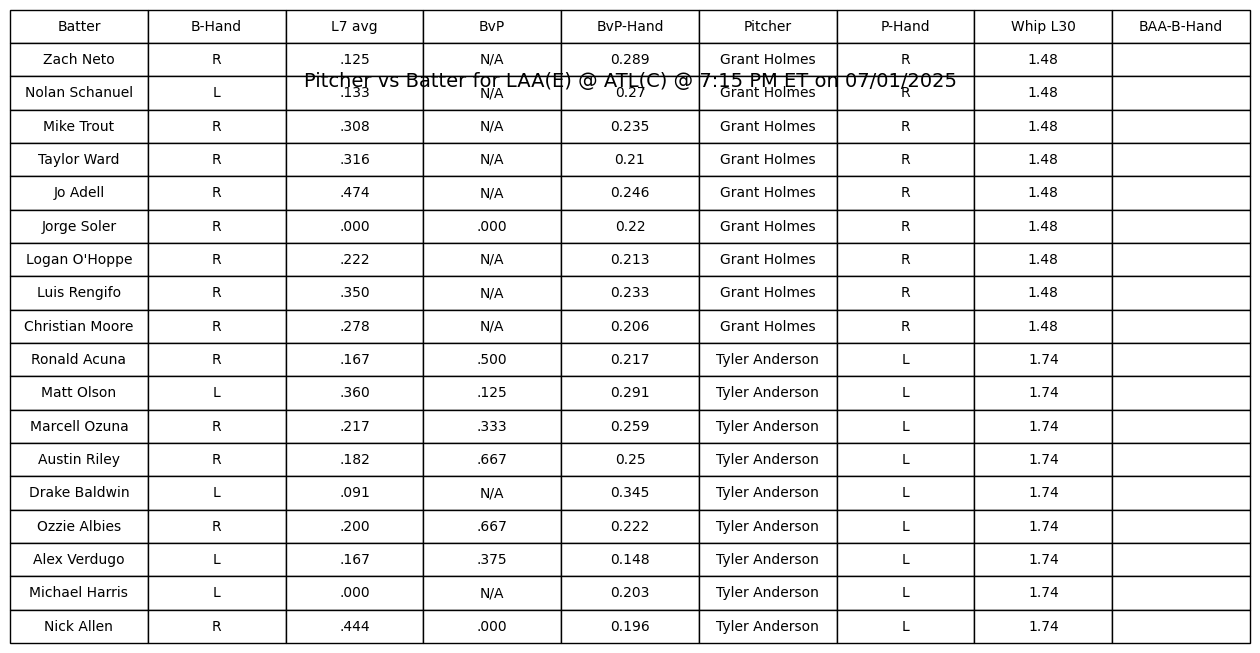 Batter B-Hand L7 avg BvP BvP-Hand Pitcher P-Hand Whip L30 BAA-B-Hand
Zach Neto R .125 N/A 0.289 Grant Holmes R 1.48
Pitcher vs Batter for LAA(E) @ ATL(C) @ 7:15 PM ET on 07/01/2025
Nolan Schanuel L .133 N/A 0.27 Grant Holmes R 1.48
Mike Trout R .308 N/A 0.235 Grant Holmes R 1.48
Taylor Ward R .316 N/A 0.21 Grant Holmes R 1.48
Jo Adell R .474 N/A 0.246 Grant Holmes R 1.48
Jorge Soler R .000 .000 0.22 Grant Holmes R 1.48
Logan O'Hoppe R .222 N/A 0.213 Grant Holmes R 1.48
Luis Rengifo R .350 N/A 0.233 Grant Holmes R 1.48
Christian Moore R .278 N/A 0.206 Grant Holmes R 1.48
Ronald Acuna R .167 .500 0.217 Tyler Anderson L 1.74
Matt Olson L .360 .125 0.291 Tyler Anderson L 1.74
Marcell Ozuna R .217 .333 0.259 Tyler Anderson L 1.74
Austin Riley R .182 .667 0.25 Tyler Anderson L 1.74
Drake Baldwin L .091 N/A 0.345 Tyler Anderson L 1.74
Ozzie Albies R .200 .667 0.222 Tyler Anderson L 1.74
Alex Verdugo L .167 .375 0.148 Tyler Anderson L 1.74
Michael Harris L .000 N/A 0.203 Tyler Anderson L 1.74
Nick Allen R .444 .000 0.196 Tyler Anderson L 1.74